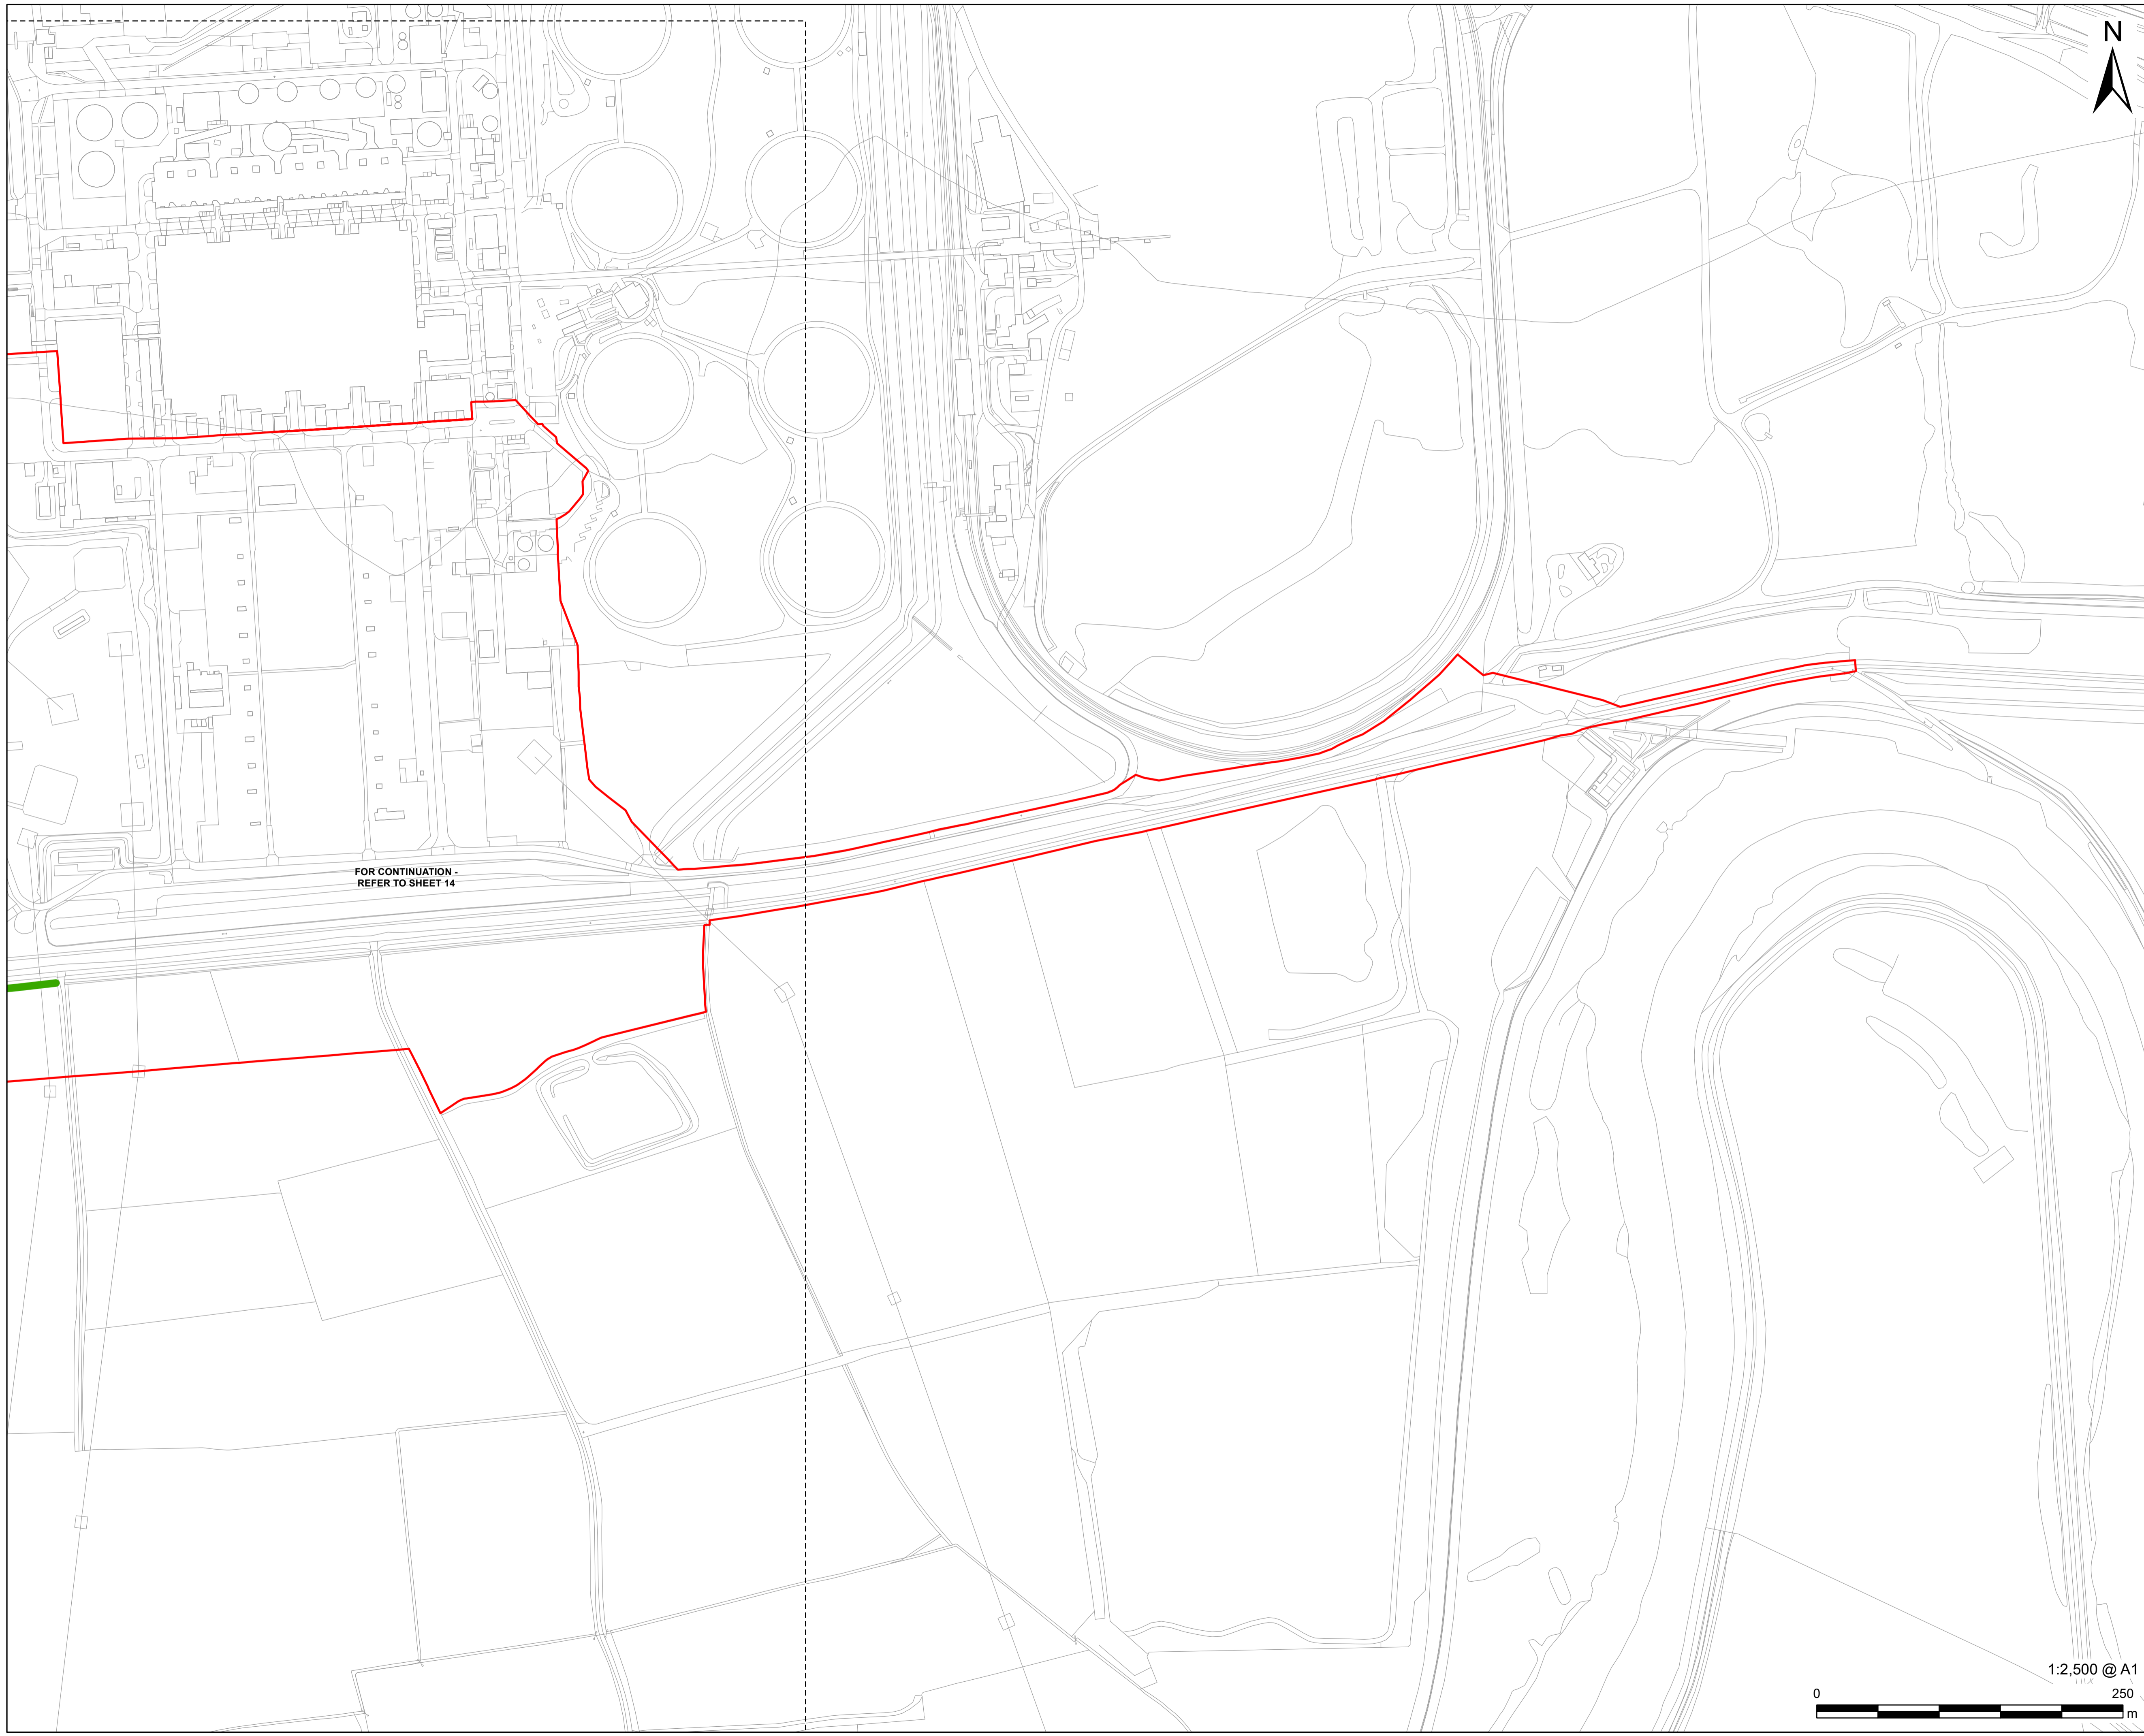 N
FOR CONTINUATION -
REFER TO SHEET 14
1:2,500 @ A1
0 250
m